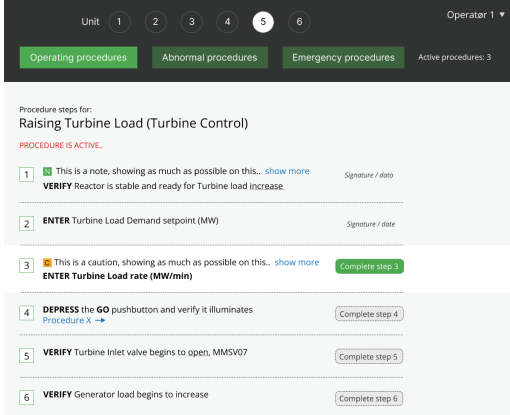 Unit 1 2 3 4 5 6 Operatør 1 ▼
Operating procedures Abnormal procedures Emergency procedures Active procedures: 3
Procedure steps for:
Raising Turbine Load (Turbine Control)
PROCEDURE IS ACTIVE..
1 N This is a note, showing as much as possible on this.. show more Signature / dato
VERIFY Reactor is stable and ready for Turbine load increase
2 ENTER Turbine Load Demand setpoint (MW) Signature / date
3 C This is a caution, showing as much as possible on this.. show more Complete step 3
ENTER Turbine Load rate (MW/min)
4 DEPRESS the GO pushbutton and verify it illuminates Complete step 4
Procedure X →
5 VERIFY Turbine Inlet valve begins to open, MMSV07 Complete step 5
6 VERIFY Generator load begins to increase Complete step 6